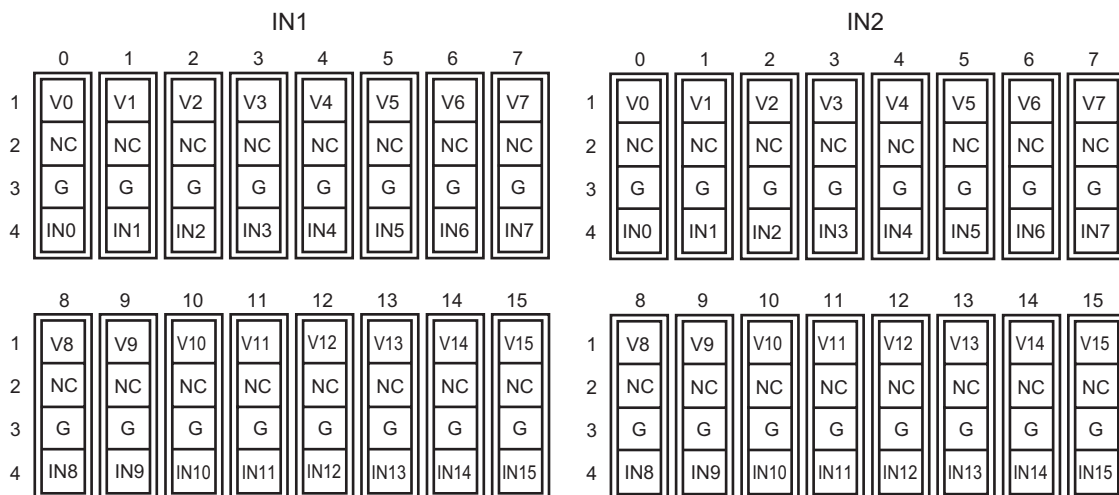 IN1
0 1 2 3 4 5 6 7
1 V0 V1 V2 V3 V4 V5 V6 V7
2 NC NC NC NC NC NC NC NC
3 G G G G G G G G
4 IN0 IN1 IN2 IN3 IN4 IN5 IN6 IN7
8 9 10 11 12 13 14 15
1 V8 V9 V10 V11 V12 V13 V14 V15
2 NC NC NC NC NC NC NC NC
3 G G G G G G G G
4 IN8 IN9 IN10 IN11 IN12 IN13 IN14 IN15
IN2
0 1 2 3 4 5 6 7
1 V0 V1 V2 V3 V4 V5 V6 V7
2 NC NC NC NC NC NC NC NC
3 G G G G G G G G
4 IN0 IN1 IN2 IN3 IN4 IN5 IN6 IN7
8 9 10 11 12 13 14 15
1 V8 V9 V10 V11 V12 V13 V14 V15
2 NC NC NC NC NC NC NC NC
3 G G G G G G G G
4 IN8 IN9 IN10 IN11 IN12 IN13 IN14 IN15